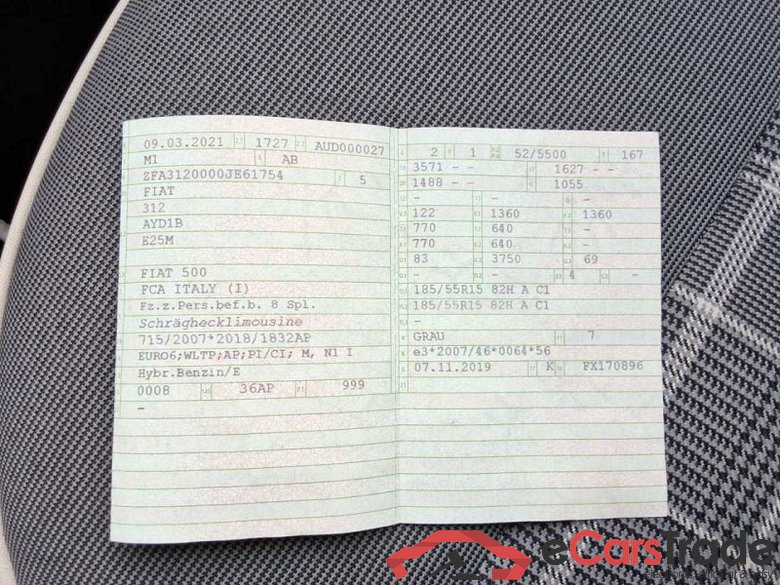 09.03.2021 1727 AUD000027
M1 AB
ZFA3120000JE61754 5
FIAT
312
AYD1B
E25M
FIAT 500
FCA ITALY (I)
Fz.z.Pers.bef.b. 8 Spl.
Schräghecklimousine
715/2007*2018/1832AP
EURO6;WLTP;AP;PI/CI; M, N1 I
Hybr.Benzin/E
0008 36AP 999
-
2 1 52/5500 167
3571 - - 1627 - -
1488 - - 1055
- - -
122 1360 1360
770 640 -
770 640 -
83 3750 69
- - 4 -
185/55R15 82H A C1
185/55R15 82H A C1
-
GRAU 7
e3*2007/46*0064*56
07.11.2019 K FX170896
eCarsTrade